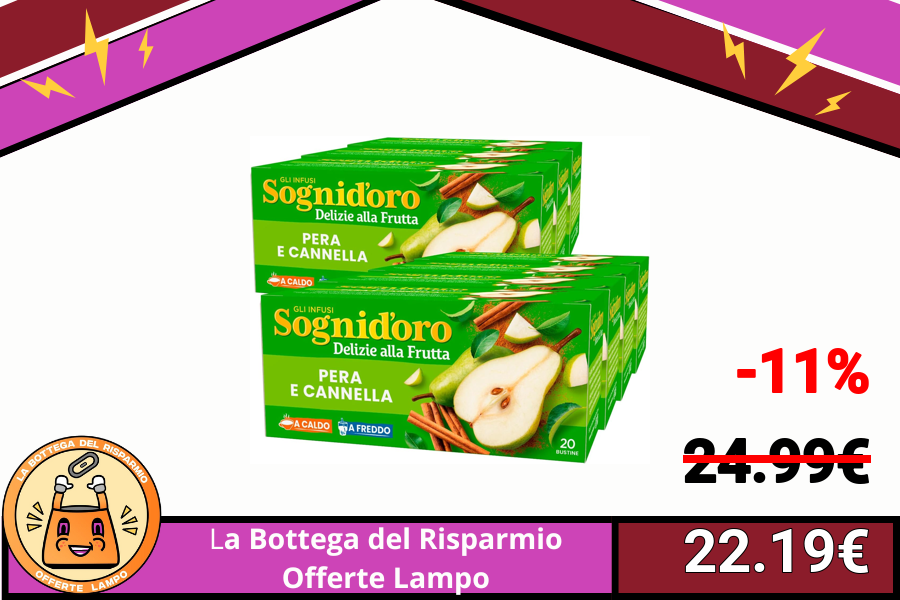 GLI INFUSI
Sognid'oro
Delizie alla Frutta
PERA
E CANNELLA
A CALDO
GLI INFUSI
Sognid'oro
Delizie alla Frutta
PERA
E CANNELLA
A CALDO
A FREDDO
20
BUSTINE
-11%
24.99€
22.19€
LA BOTTEGA DEL RISPARMIO
OFFERTE LAMPO
La Bottega del Risparmio
Offerte Lampo